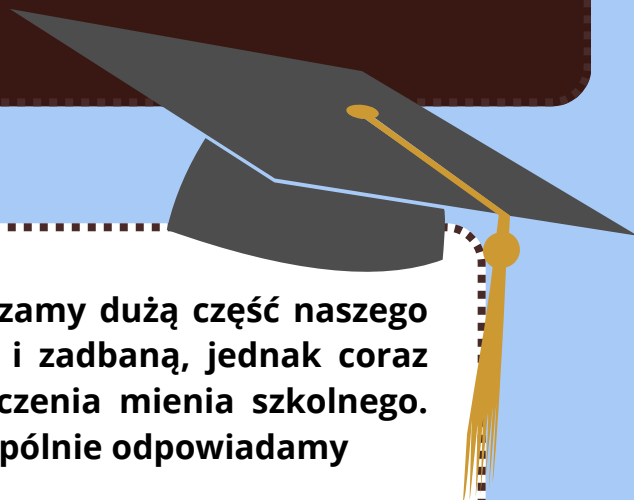 zamy dużą część naszego
i zadbaną, jednak coraz
czenia mienia szkolnego.
pólnie odpowiadamy